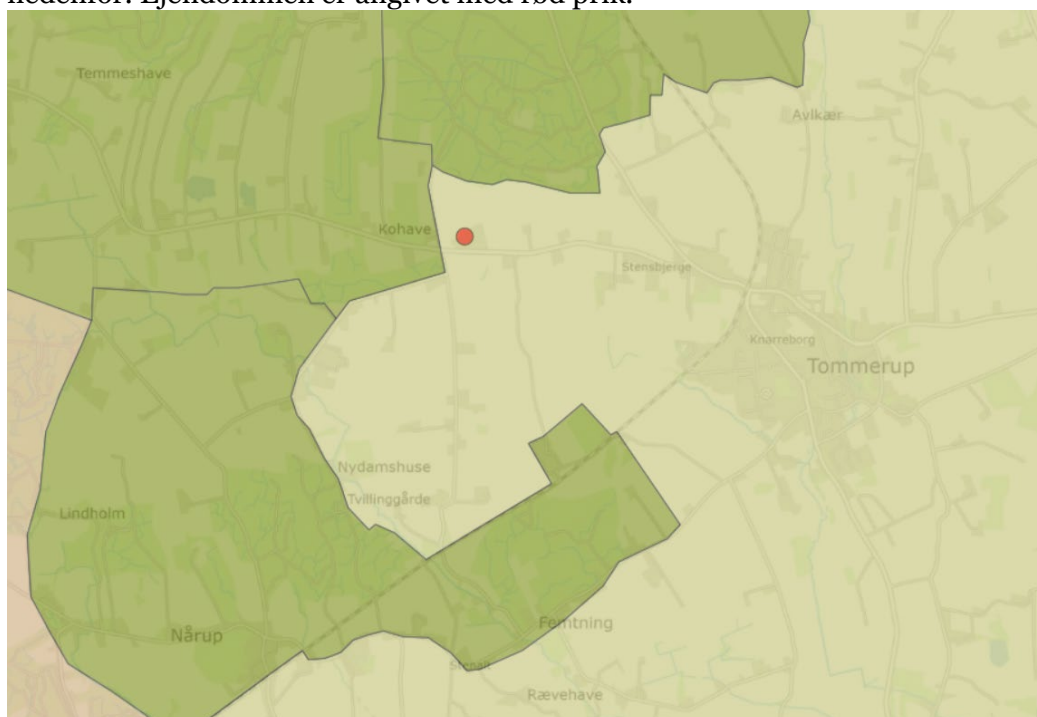 nedenfor. Ejendommen er angivet med rød prik.
Temmeshave
Avlkær
Kohave
Stensbjerge
Knarreborg
Tommerup
Nydamshuse
Tvillinggårde
Lindholm
Nårup
Femtning
Rævehave